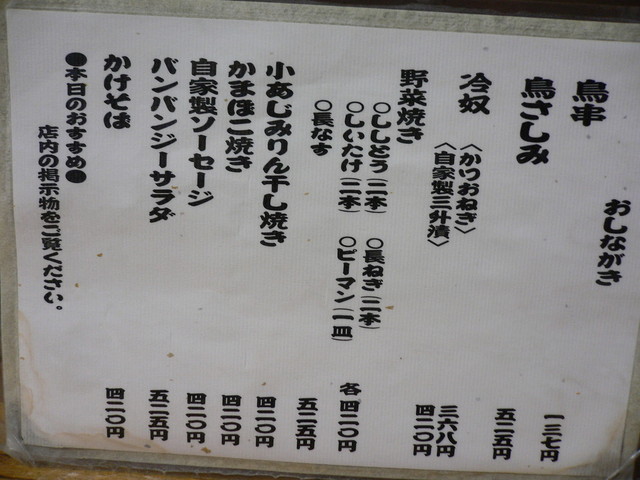 おしながき
鳥串 一三七円
鳥さしみ 五二五円
冷奴
〈かつおねぎ〉 三六八円
〈自家製三升漬〉 四二〇円
野菜焼き
○ししとう(二本) ○長ねぎ(二本)
○しいたけ(二本) ○ピーマン(一皿) 各四二〇円
○長なす 五二五円
小あじみりん干し焼き 四二〇円
かまぼこ焼き 四二〇円
自家製ソーセージ 四二〇円
バンバンジーサラダ 五二五円
かけそば 四二〇円
●本日のおすすめ●
店内の掲示物をご覧ください。